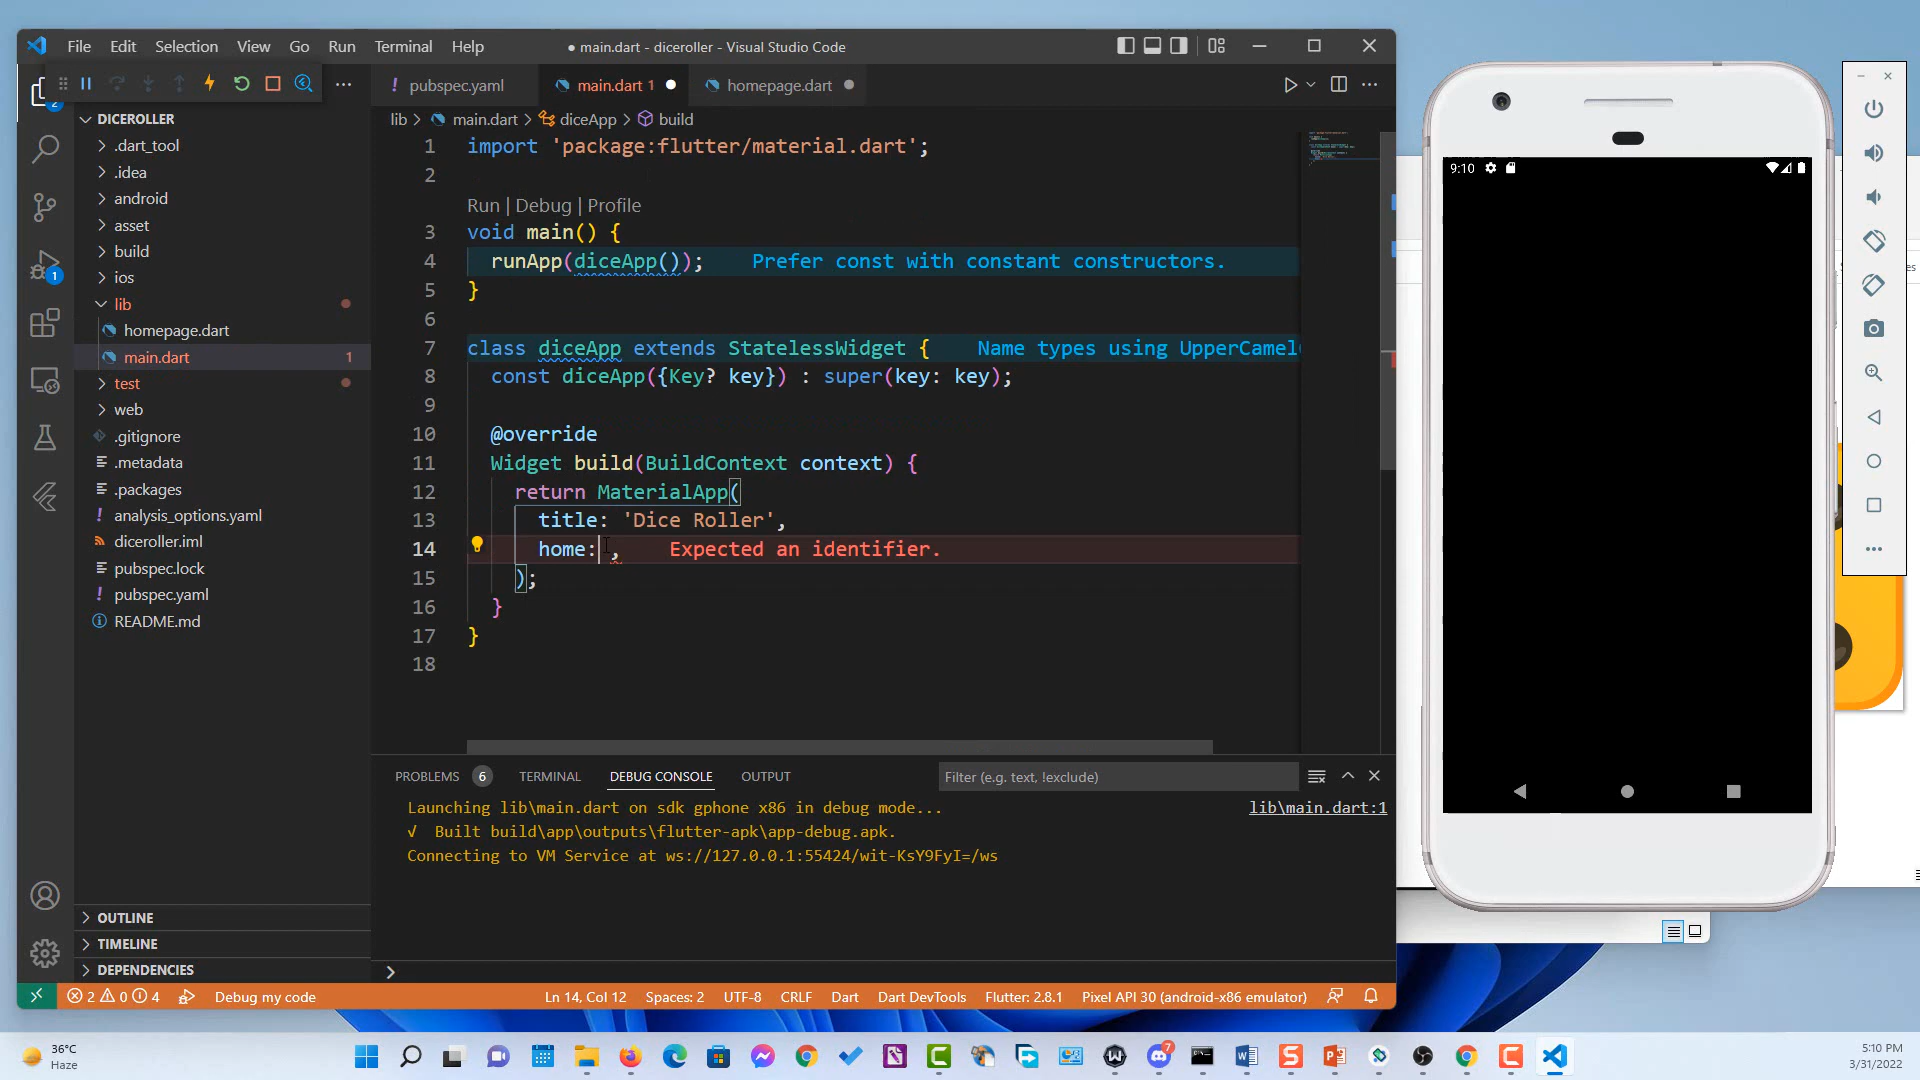 File Edit Selection View Go Run Terminal Help
● main.dart - diceroller - Visual Studio Code
pubspec.yaml
main.dart 1
homepage.dart
lib > main.dart > diceApp > build
DICEROLLER
.dart_tool
.idea
android
asset
build
ios
lib
homepage.dart
main.dart 1
test
web
.gitignore
.metadata
.packages
analysis_options.yaml
diceroller.iml
pubspec.lock
pubspec.yaml
README.md
OUTLINE
TIMELINE
DEPENDENCIES
2
1
1 import 'package:flutter/material.dart';
2
Run | Debug | Profile
3 void main() {
4 runApp(diceApp()); Prefer const with constant constructors.
5 }
6
7 class diceApp extends StatelessWidget { Name types using UpperCamel
8 const diceApp({Key? key}) : super(key: key);
9
10 @override
11 Widget build(BuildContext context) {
12 return MaterialApp(
13 title: 'Dice Roller',
14 home: , Expected an identifier.
15 );
16 }
17 }
18
PROBLEMS 6 TERMINAL DEBUG CONSOLE OUTPUT
Filter (e.g. text, !exclude)
Launching lib\main.dart on sdk gphone x86 in debug mode... lib\main.dart:1
√ Built build\app\outputs\flutter-apk\app-debug.apk.
Connecting to VM Service at ws://127.0.0.1:55424/wit-KsY9FyI=/ws
2 0 4 Debug my code
Ln 14, Col 12 Spaces: 2 UTF-8 CRLF Dart Dart DevTools Flutter: 2.8.1 Pixel API 30 (android-x86 emulator)
9:10
36°C
Haze
7
5:10 PM
3/31/2022